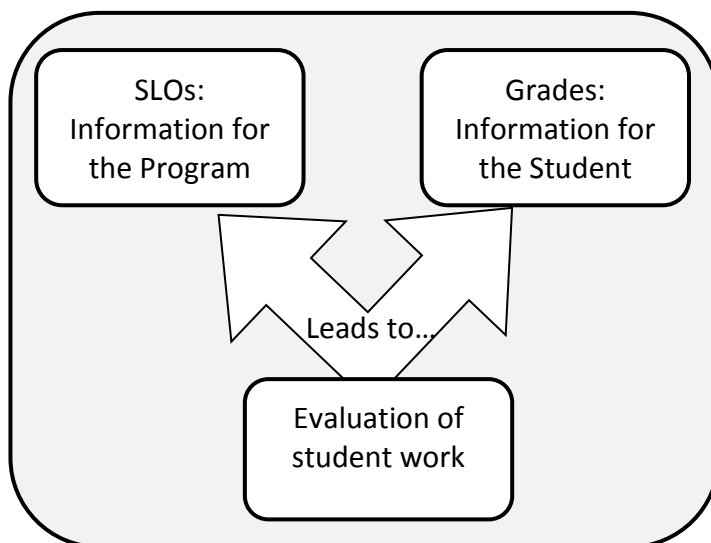 SLOs:
Information for
the Program
Grades:
Information for
the Student
Leads to...
Evaluation of
student work